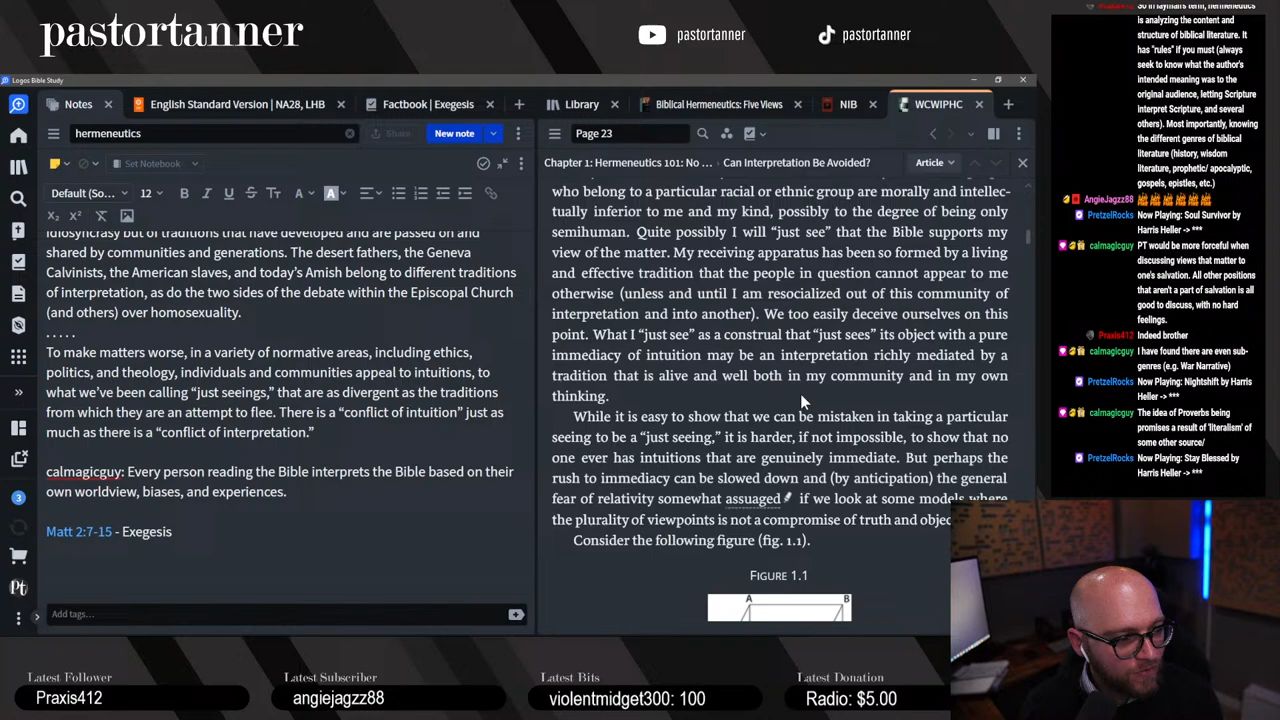 pastortanner
pastortanner
pastortanner
Logos Bible Study
Notes
English Standard Version | NA28, LHB
Factbook | Exegesis
Library
Biblical Hermeneutics: Five Views
NIB
WCWIPHC
hermeneutics
Share
New note
Page 23
Set Notebook
Chapter 1: Hermeneutics 101: No ...
Can Interpretation Be Avoided?
Article
Default (So...
12
B I U S Tт A A
X₂ X²
idiosyncrasy but of traditions that have developed and are passed on and
shared by communities and generations. The desert fathers, the Geneva
Calvinists, the American slaves, and today's Amish belong to different traditions
of interpretation, as do the two sides of the debate within the Episcopal Church
(and others) over homosexuality.
. . . . .
To make matters worse, in a variety of normative areas, including ethics,
politics, and theology, individuals and communities appeal to intuitions, to
what we've been calling “just seeings,” that are as divergent as the traditions
from which they are an attempt to flee. There is a “conflict of intuition” just as
much as there is a “conflict of interpretation.”
calmagicguy: Every person reading the Bible interprets the Bible based on their
own worldview, biases, and experiences.
Matt 2:7-15 - Exegesis
Add tags...
3
Pt
who belong to a particular racial or ethnic group are morally and intellec-
tually inferior to me and my kind, possibly to the degree of being only
semihuman. Quite possibly I will “just see” that the Bible supports my
view of the matter. My receiving apparatus has been so formed by a living
and effective tradition that the people in question cannot appear to me
otherwise (unless and until I am resocialized out of this community of
interpretation and into another). We too easily deceive ourselves on this
point. What I “just see” as a construal that “just sees” its object with a pure
immediacy of intuition may be an interpretation richly mediated by a
tradition that is alive and well both in my community and in my own
thinking.
While it is easy to show that we can be mistaken in taking a particular
seeing to be a “just seeing,” it is harder, if not impossible, to show that no
one ever has intuitions that are genuinely immediate. But perhaps the
rush to immediacy can be slowed down and (by anticipation) the general
fear of relativity somewhat assuaged if we look at some models where
the plurality of viewpoints is not a compromise of truth and objec
Consider the following figure (fig. 1.1).
FIGURE 1.1
A B
So in layman's term, hermeneutics
is analyzing the content and
structure of biblical literature. It
has "rules" if you must (always
seek to know what the author's
intended meaning was to the
original audience, letting Scripture
interpret Scripture, and several
others). Most importantly, knowing
the different genres of biblical
literature (history, wisdom
literature, prophetic/ apocalyptic,
gospels, epistles, etc.)
AngieJagzz88
PretzelRocks Now Playing: Soul Survivor by
Harris Heller -> ***
calmagicguy PT would be more forceful when
discussing views that matter to
one's salvation. All other positions
that aren't a part of salvation is all
good to discuss, with no hard
feelings.
Praxis412 Indeed brother
calmagicguy I have found there are even sub-
genres (e.g. War Narrative)
PretzelRocks Now Playing: Nightshift by Harris
Heller -> ***
calmagicguy The idea of Proverbs being
promises a result of 'literalism' of
some other source/
PretzelRocks Now Playing: Stay Blessed by
Harris Heller -> ***
Latest Follower
Praxis412
Latest Subscriber
angiejagzz88
Latest Bits
violentmidget300: 100
Latest Donation
Radio: $5.00